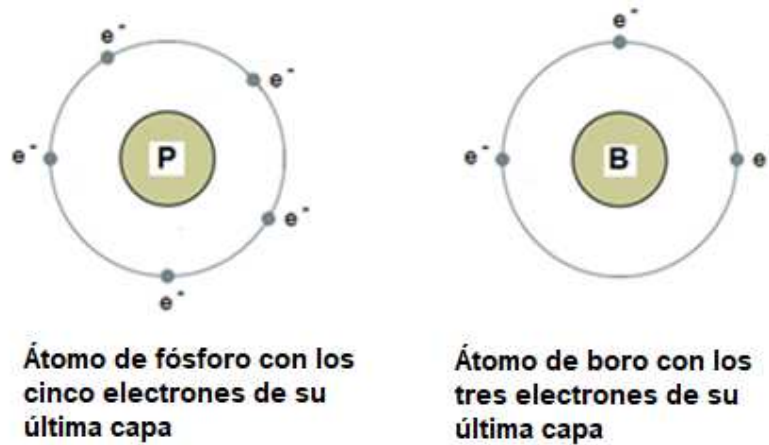 e-
e-
e-
e-
e-
P
Átomo de fósforo con los
cinco electrones de su
última capa
e-
e-
e
B
Átomo de boro con los
tres electrones de su
última capa